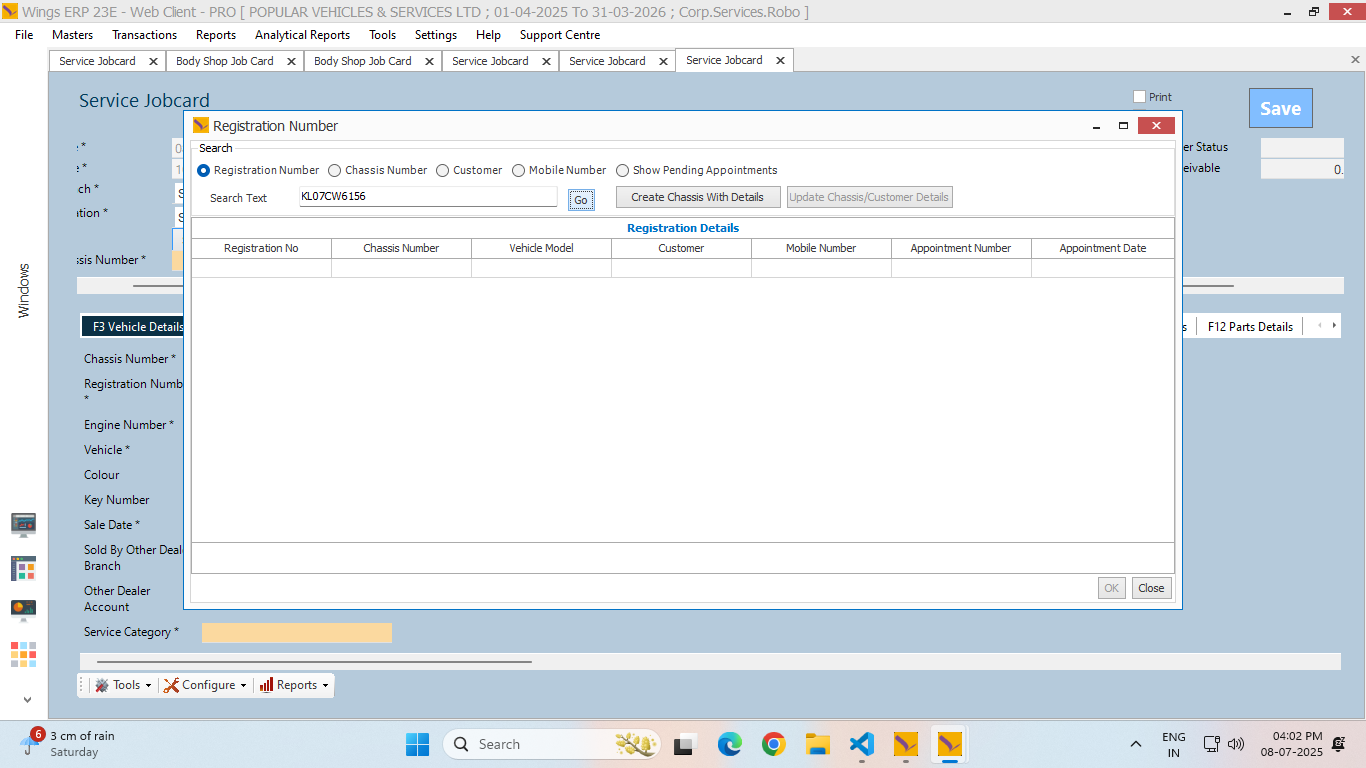 Wings ERP 23E - Web Client - PRO [ POPULAR VEHICLES & SERVICES LTD ; 01-04-2025 To 31-03-2026 ; Corp.Services.Robo ]
File Masters Transactions Reports Analytical Reports Tools Settings Help Support Centre
Service Jobcard Body Shop Job Card Body Shop Job Card Service Jobcard Service Jobcard Service Jobcard
Service Jobcard
Print
Save
Registration Number
Search
er Status
eivable 0.
ch *
ation *
ssis Number *
Registration Number Chassis Number Customer Mobile Number Show Pending Appointments
Search Text KL07CW6156 Go Create Chassis With Details Update Chassis/Customer Details
Registration Details
Registration No Chassis Number Vehicle Model Customer Mobile Number Appointment Number Appointment Date
Windows
F3 Vehicle Details
s F12 Parts Details
Chassis Number *
Registration Numb
*
Engine Number *
Vehicle *
Colour
Key Number
Sale Date *
Sold By Other Deal
Branch
Other Dealer
Account
OK Close
Service Category *
Tools Configure Reports
6
3 cm of rain
Saturday
Search
ENG
IN
04:02 PM
08-07-2025